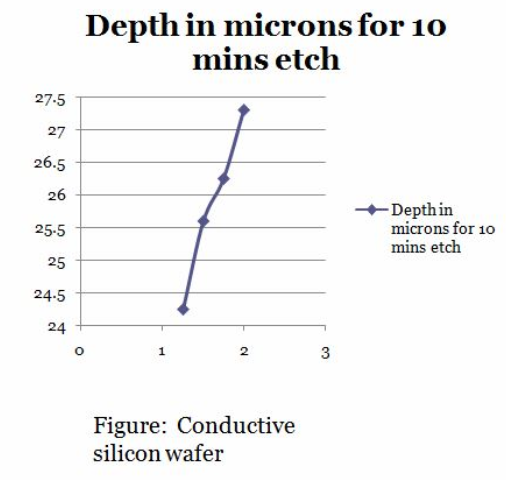 Depth in microns for 10
mins etch
27.5
27
26.5
26
25.5
25
24.5
24
0 1 2 3
Depth in
microns for 10
mins etch
Figure: Conductive
silicon wafer